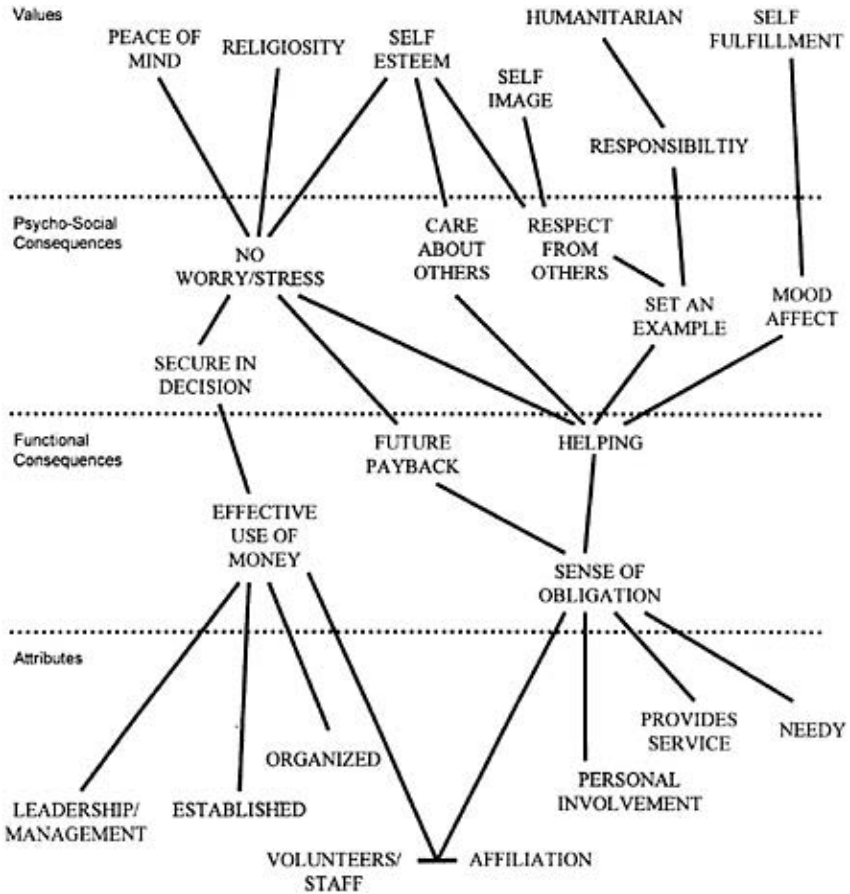 Values
PEACE OF
MIND
RELIGIOSITY
SELF
ESTEEM
SELF
IMAGE
HUMANITARIAN
SELF
FULFILLMENT
RESPONSIBILTIY
Psycho-Social
Consequences
NO
WORRY/STRESS
CARE
ABOUT
OTHERS
RESPECT
FROM
OTHERS
SET AN
EXAMPLE
MOOD
AFFECT
SECURE IN
DECISION
Functional
Consequences
FUTURE
PAYBACK
HELPING
EFFECTIVE
USE OF
MONEY
SENSE OF
OBLIGATION
Attributes
LEADERSHIP/
MANAGEMENT
ESTABLISHED
ORGANIZED
VOLUNTEERS/
STAFF
AFFILIATION
PERSONAL
INVOLVEMENT
PROVIDES
SERVICE
NEEDY